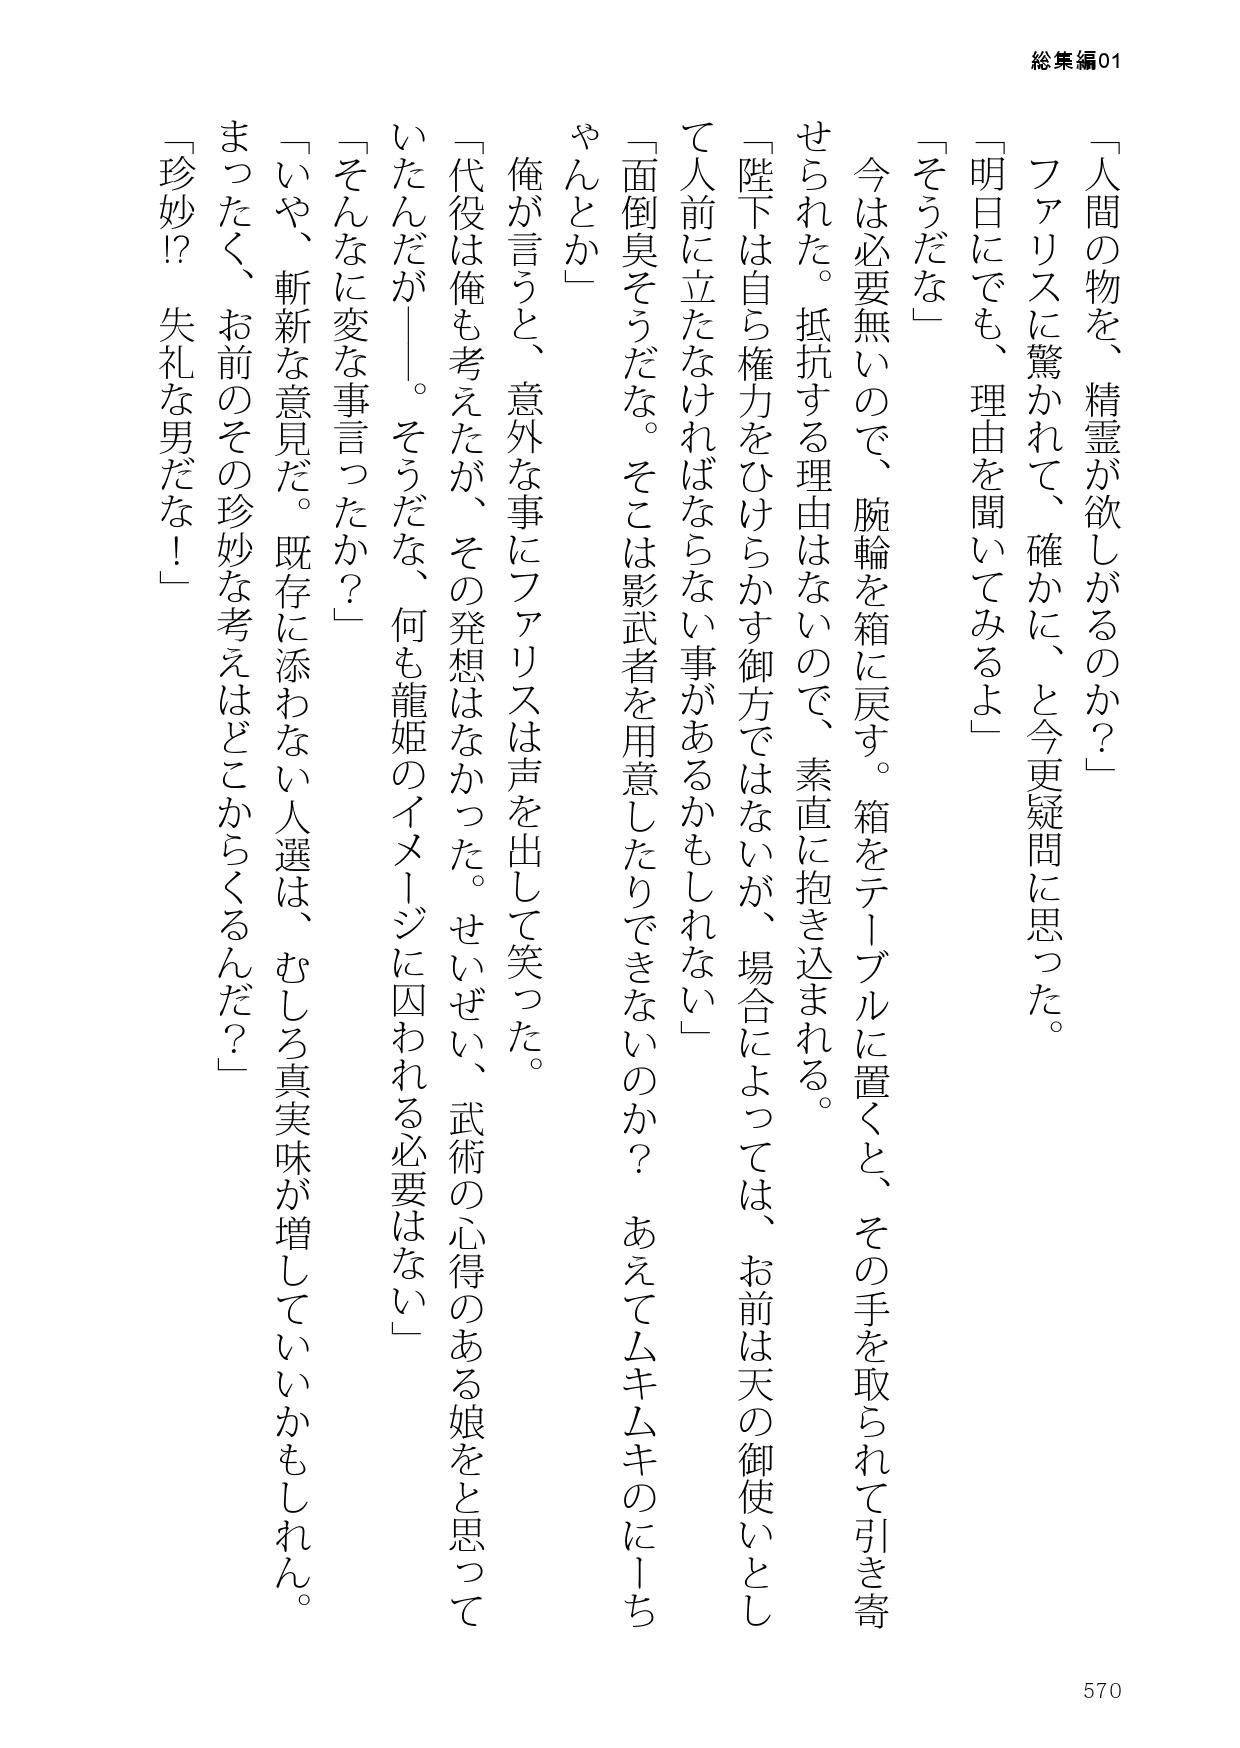 総集編01
「人間の物を、精霊が欲しがるのか？」
　ファリスに驚かれて、確かに、と今更疑問に思った。
「明日にでも、理由を聞いてみるよ」
「そうだな」
　今は必要無いので、腕輪を箱に戻す。箱をテーブルに置くと、その手を取られて引き寄
せられた。抵抗する理由はないので、素直に抱き込まれる。
「陛下は自ら権力をひけらかす御方ではないが、場合によっては、お前は天の御使いとし
て人前に立たなければならない事があるかもしれない」
「面倒臭そうだな。そこは影武者を用意したりできないのか？　あえてムキムキのにーち
ゃんとか」
　俺が言うと、意外な事にファリスは声を出して笑った。
「代役は俺も考えたが、その発想はなかった。せいぜい、武術の心得のある娘をと思って
いたんだが――。そうだな、何も龍姫のイメージに囚われる必要はない」
「そんなに変な事言ったか？」
「いや、斬新な意見だ。既存に添わない人選は、むしろ真実味が増していいかもしれん。
まったく、お前のその珍妙な考えはどこからくるんだ？」
「珍妙!?　失礼な男だな！」
570